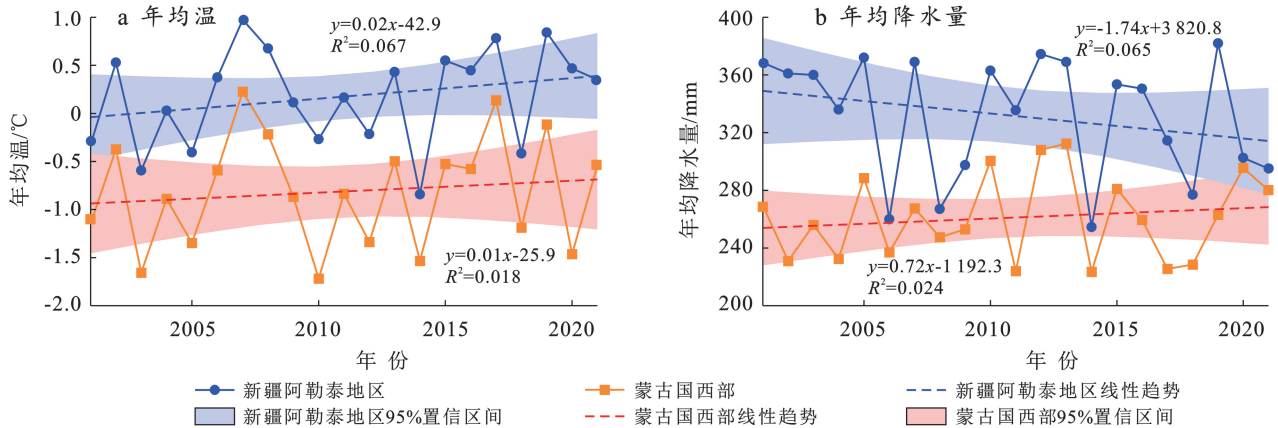 a 年均温
y=0.02x-42.9
R²=0.067
1.0
0.5
0
-0.5
-1.0
-1.5
-2.0
年均温/℃
y=0.01x-25.9
R²=0.018
2005
2010
2015
2020
年 份
b 年均降水量
y=-1.74x+3 820.8
R²=0.065
400
360
320
280
240
200
年均降水量/mm
y=0.72x-1 192.3
R²=0.024
2005
2010
2015
2020
年 份
新疆阿勒泰地区
蒙古国西部
新疆阿勒泰地区线性趋势
新疆阿勒泰地区95%置信区间
蒙古国西部线性趋势
蒙古国西部95%置信区间